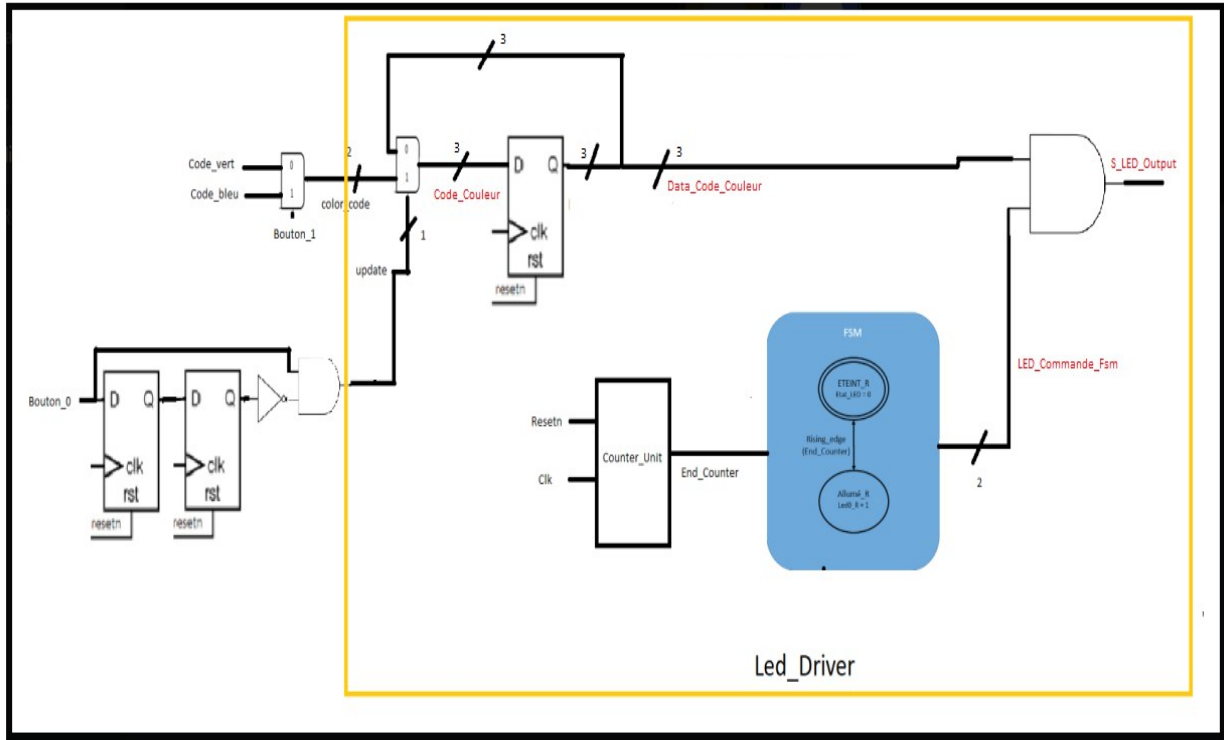 3
Code_vert
0
Code_bleu
1
Bouton_1
2
color_code
0
1
3
Code_Couleur
D Q
clk
rst
resetn
3
3
Data_Code_Couleur
S_LED_Output
1
update
Bouton_0
D Q
clk
rst
resetn
D Q
clk
rst
resetn
Resetn
Clk
Counter_Unit
End_Counter
FSM
ETEINT_R
Rising_edge
(End_Counter)
Allumé_R
LED_Commande_Fsm
2
Led_Driver